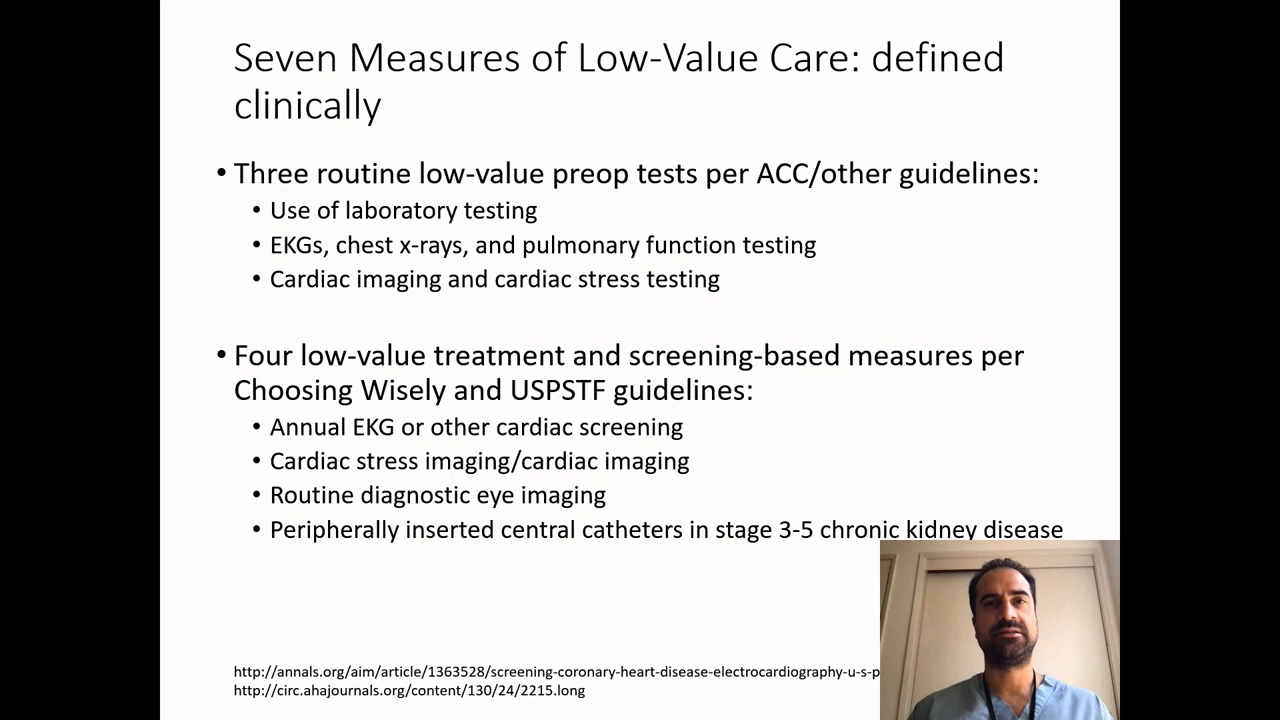 Seven Measures of Low-Value Care: defined
clinically
• Three routine low-value preop tests per ACC/other guidelines:
• Use of laboratory testing
• EKGs, chest x-rays, and pulmonary function testing
• Cardiac imaging and cardiac stress testing
• Four low-value treatment and screening-based measures per
Choosing Wisely and USPSTF guidelines:
• Annual EKG or other cardiac screening
• Cardiac stress imaging/cardiac imaging
• Routine diagnostic eye imaging
• Peripherally inserted central catheters in stage 3-5 chronic kidney disease
http://annals.org/aim/article/1363528/screening-coronary-heart-disease-electrocardiography-u-s-p
http://circ.ahajournals.org/content/130/24/2215.long